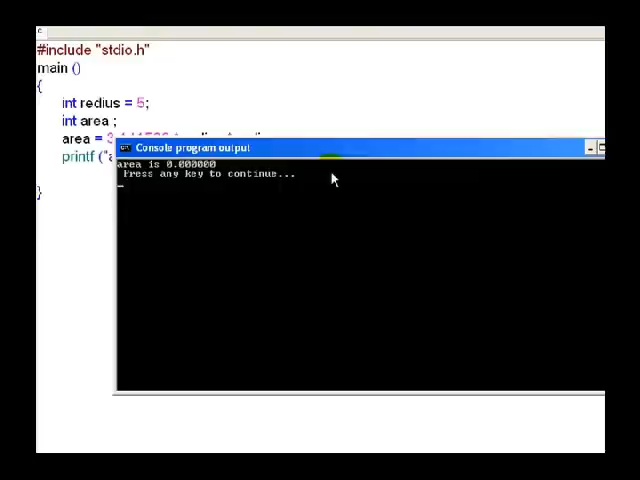 c
#include "stdio.h"
main ()
{
int redius = 5;
int area ;
area =
printf ("a
}
Console program output
area is 0.000000
Press any key to continue...